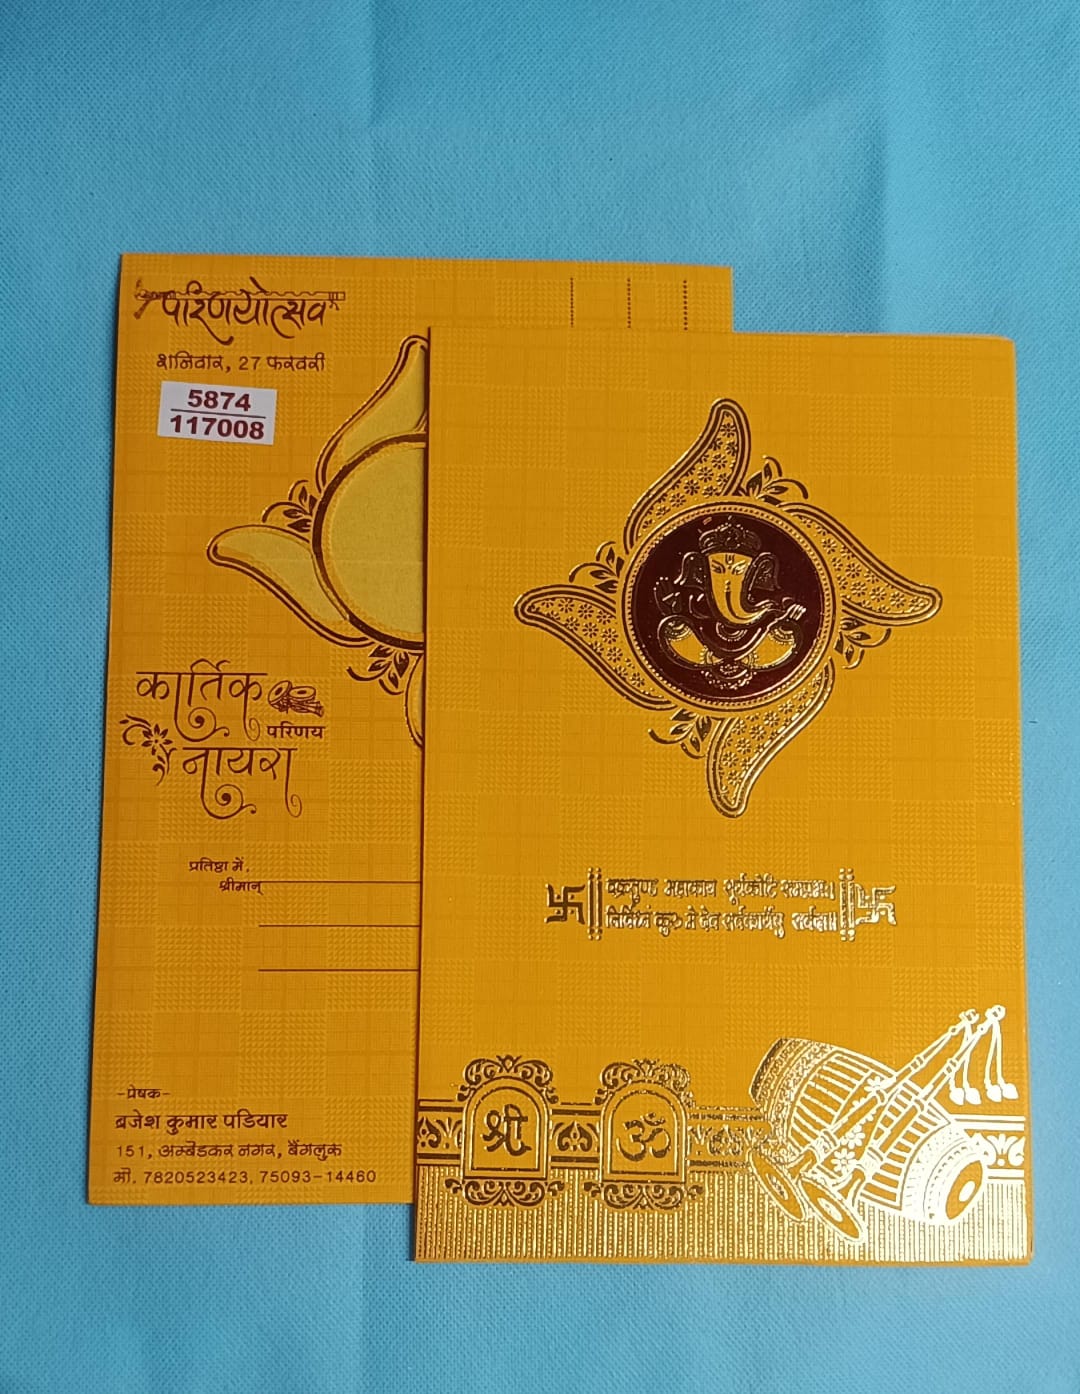 परिणयोत्सव
शनिवार, 27 फरवरी
5874
117008
कार्तिक
परिणय
नायरा
प्रतिष्ठा में,
श्रीमान्
-प्रेषक-
ब्रजेश कुमार पडियार
151, अम्बेडकर नगर, बैंगलुरू
मो. 7820523423, 75093-14460
वक्रतुण्ड महाकाय सूर्यकोटि समप्रभः।
निर्विघ्नं कुरू मे देव सर्वकार्येषु सर्वदा॥
श्री
ॐ